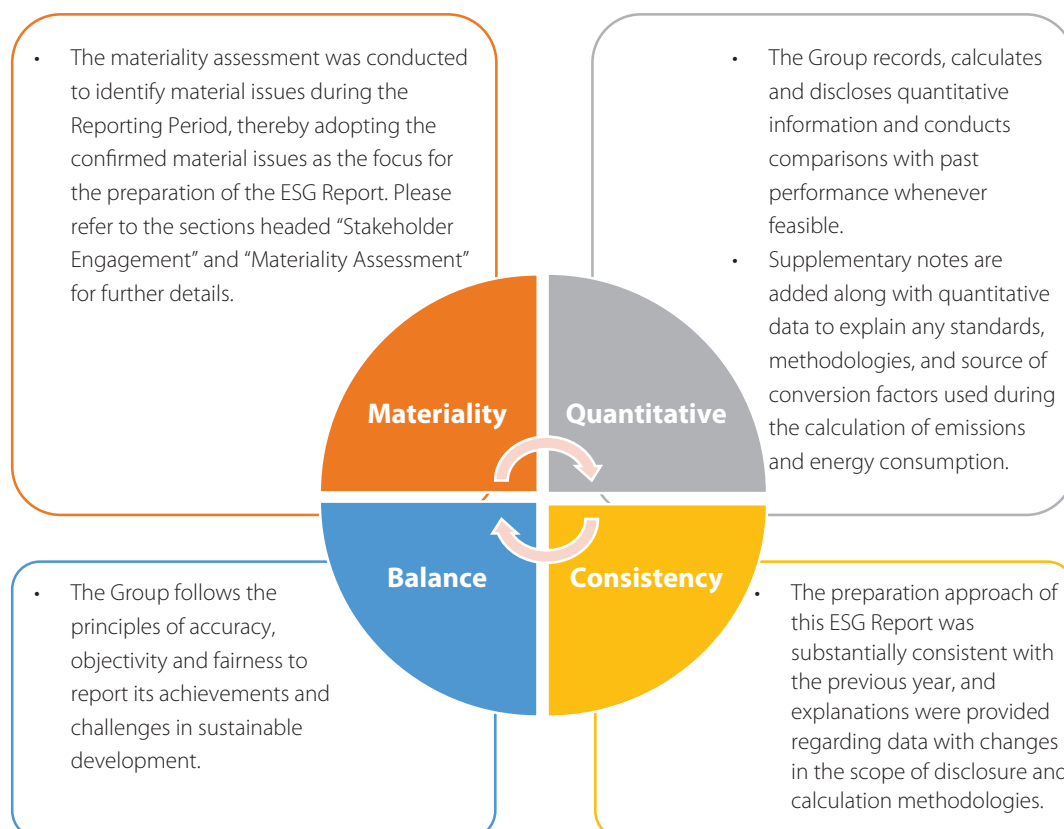 • The materiality assessment was conducted
to identify material issues during the
Reporting Period, thereby adopting the
confirmed material issues as the focus for
the preparation of the ESG Report. Please
refer to the sections headed “Stakeholder
Engagement” and “Materiality Assessment”
for further details.
• The Group records, calculates
and discloses quantitative
information and conducts
comparisons with past
performance whenever
feasible.
• Supplementary notes are
added along with quantitative
data to explain any standards,
methodologies, and source of
conversion factors used during
the calculation of emissions
and energy consumption.
Materiality
Quantitative
Balance
Consistency
• The Group follows the
principles of accuracy,
objectivity and fairness to
report its achievements and
challenges in sustainable
development.
• The preparation approach of
this ESG Report was
substantially consistent with
the previous year, and
explanations were provided
regarding data with changes
in the scope of disclosure and
calculation methodologies.